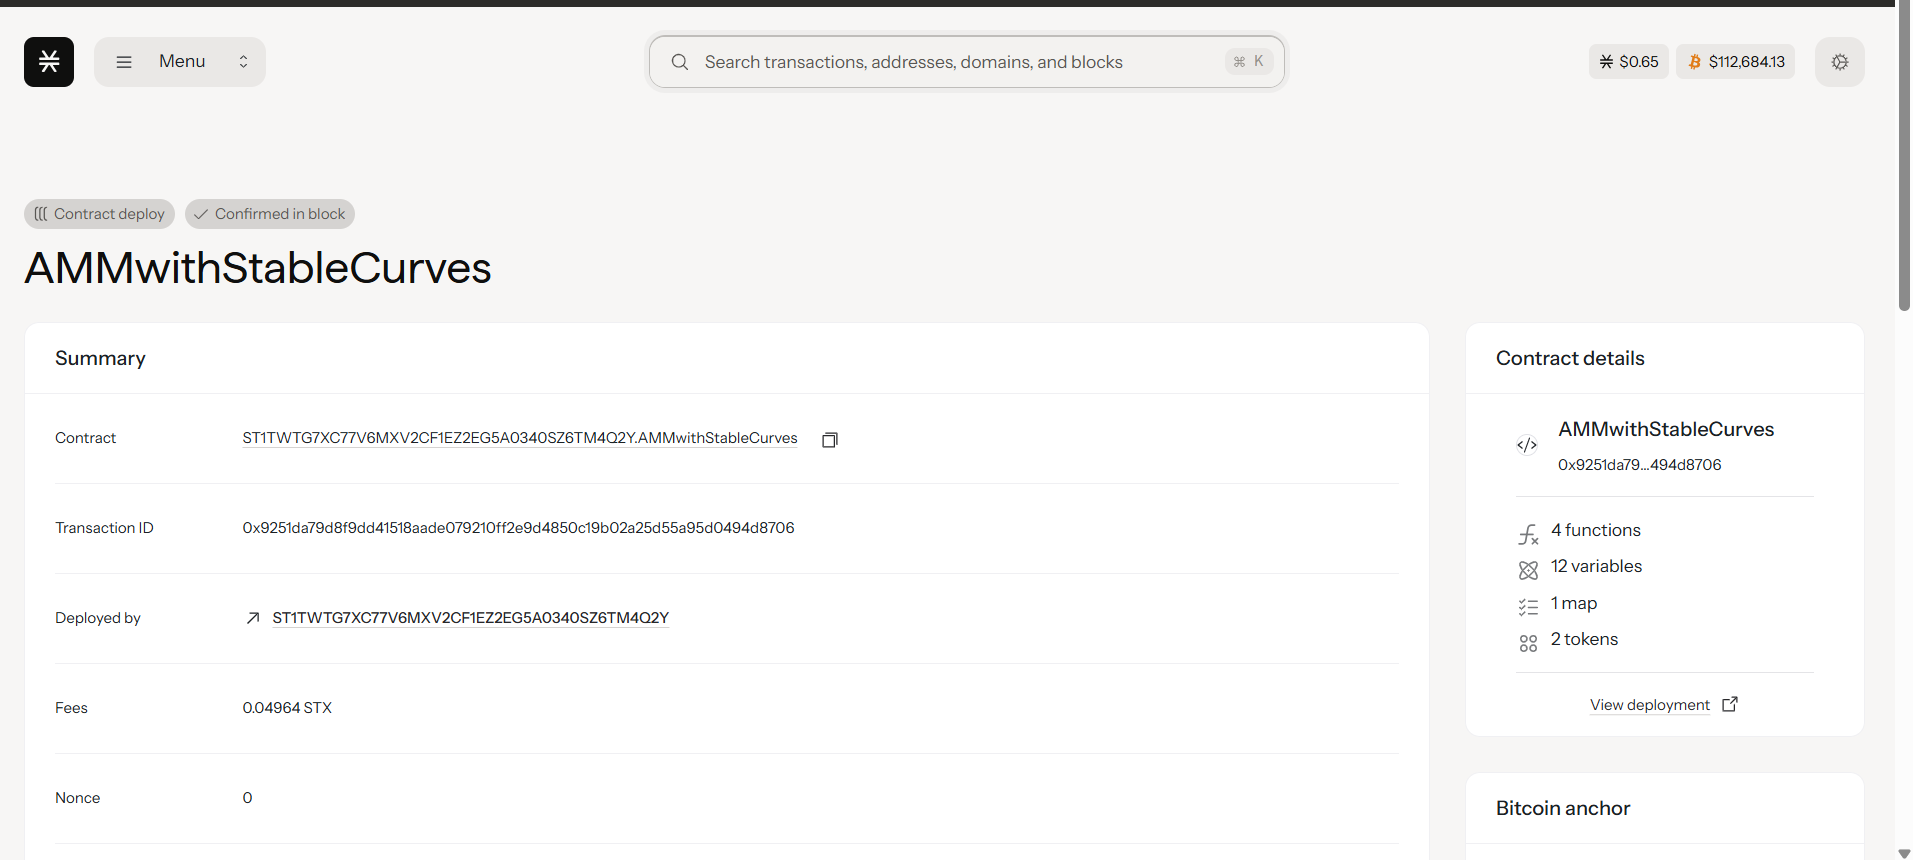 Menu
Search transactions, addresses, domains, and blocks
⌘ K
$0.65
$112,684.13
Contract deploy
Confirmed in block
AMMwithStableCurves
Summary
Contract
ST1TWTG7XC77V6MXV2CF1EZ2EG5A0340SZ6TM4Q2Y.AMMwithStableCurves
Transaction ID
0x9251da79d8f9dd41518aade079210ff2e9d4850c19b02a25d55a95d0494d8706
Deployed by
ST1TWTG7XC77V6MXV2CF1EZ2EG5A0340SZ6TM4Q2Y
Fees
0.04964 STX
Nonce
0
Contract details
AMMwithStableCurves
0x9251da79...494d8706
4 functions
12 variables
1 map
2 tokens
View deployment
Bitcoin anchor